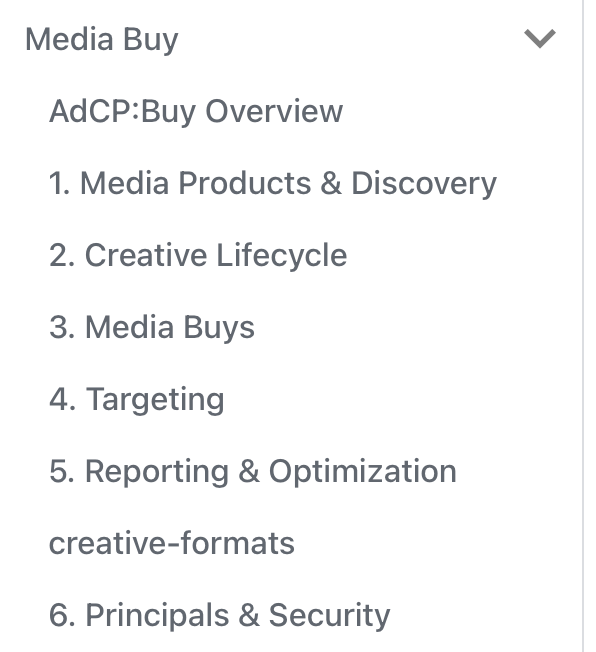 Media Buy
AdCP:Buy Overview
1. Media Products & Discovery
2. Creative Lifecycle
3. Media Buys
4. Targeting
5. Reporting & Optimization
creative-formats
6. Principals & Security